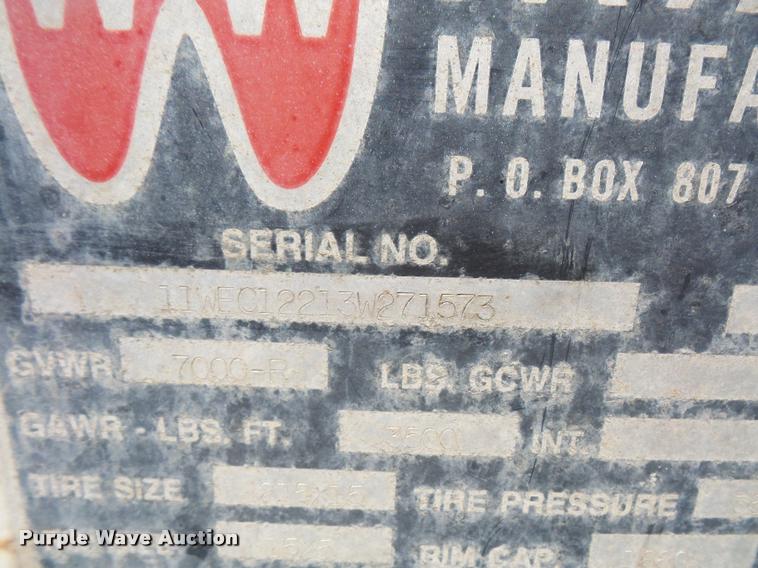 MANUFA
P. O. BOX 807
SERIAL NO.
11WEC12213W271573
GVWR 7000-R LBS. GCWR
GAWR - LBS. FT. 3500 INT.
TIRE SIZE TIRE PRESSURE
RIM CAP.
Purple Wave Auction